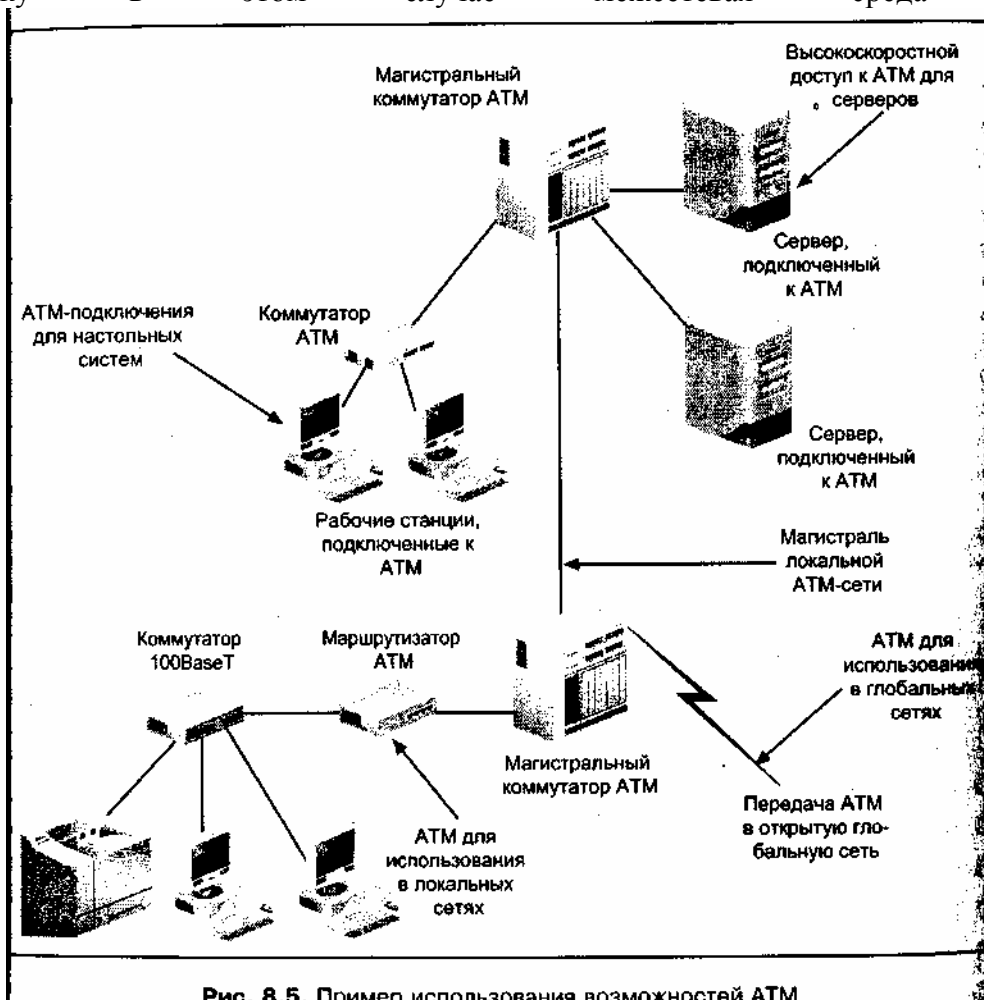 Высокоскоростной
доступ к АТМ для
серверов
Магистральный
коммутатор АТМ
Сервер,
подключенный
к АТМ
АТМ-подключения
для настольных
систем
Коммутатор
АТМ
Сервер,
подключенный
к АТМ
Рабочие станции,
подключенные к
АТМ
Магистраль
локальной
АТМ-сети
Коммутатор
100BaseT
Маршрутизатор
АТМ
АТМ для
использовани
в глобальных
сетях
Магистральный
коммутатор АТМ
Передача АТМ
в открытую гло-
бальную сеть
АТМ для
использования
в локальных
сетях
Рис. 8.5. Пример использования возможностей АТМ